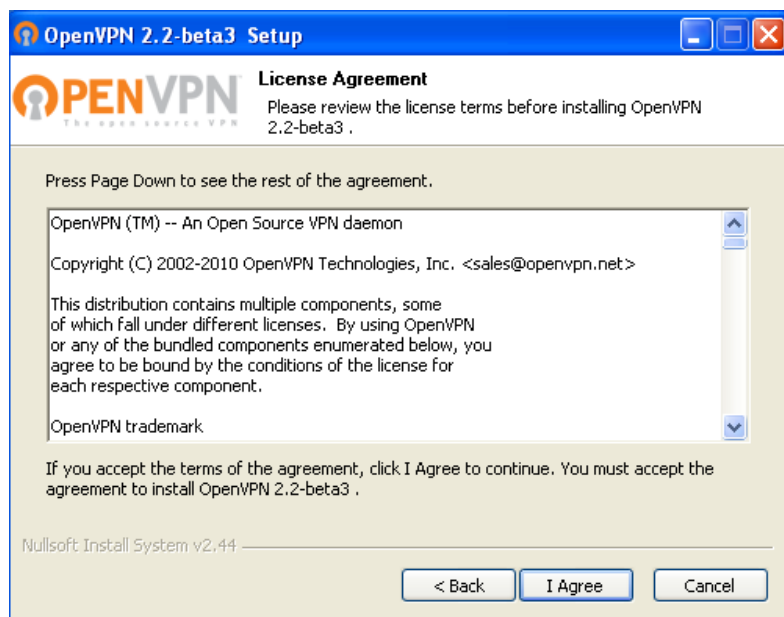 OpenVPN 2.2-beta3 Setup
OPENVPN
The open source VPN
License Agreement
Please review the license terms before installing OpenVPN
2.2-beta3 .
Press Page Down to see the rest of the agreement.
OpenVPN (TM) -- An Open Source VPN daemon
Copyright (C) 2002-2010 OpenVPN Technologies, Inc. <sales@openvpn.net>
This distribution contains multiple components, some
of which fall under different licenses.  By using OpenVPN
or any of the bundled components enumerated below, you
agree to be bound by the conditions of the license for
each respective component.
OpenVPN trademark
If you accept the terms of the agreement, click I Agree to continue. You must accept the
agreement to install OpenVPN 2.2-beta3 .
Nullsoft Install System v2.44
< Back
I Agree
Cancel